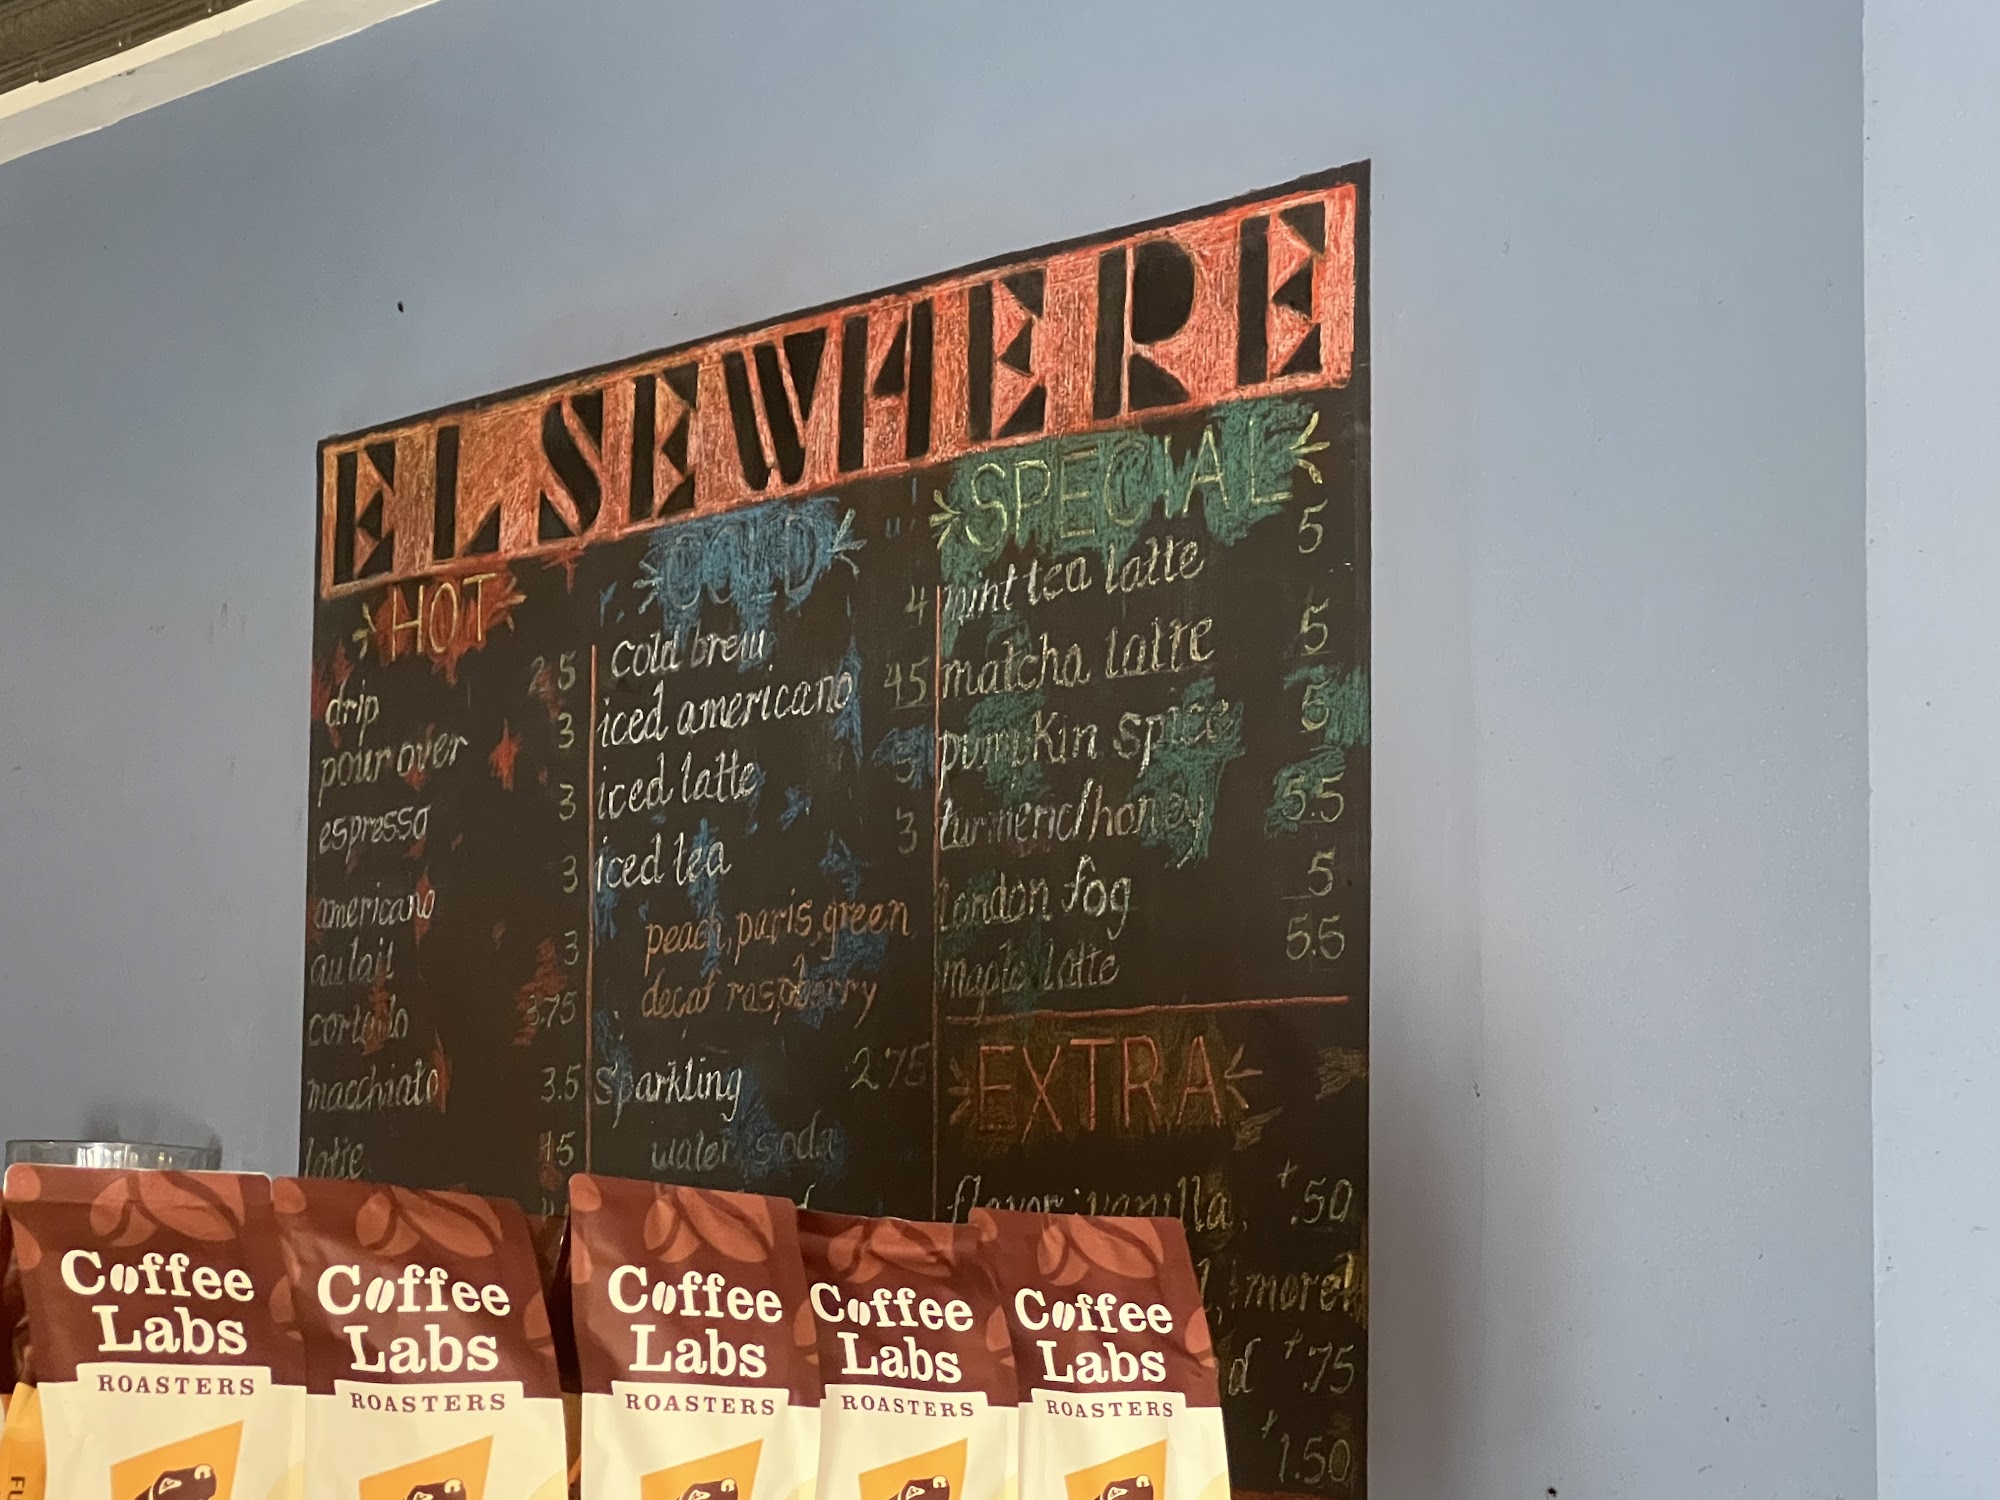 ELSEWHERE
HOT
drip 2.5
pour over 3
espresso 3
americano 3
au lait 3
cortado 3.75
macchiato 3.5
latte 4.5
COLD
cold brew 4
iced americano 4.5
iced latte 5
iced tea 3
peach, paris, green
decaf raspberry
sparkling 2.75
water, soda
SPECIAL
mint tea latte 5
matcha latte 5
pumpkin spice 5
turmeric/honey 5.5
london fog 5
maple latte 5.5
EXTRA
flavor: vanilla, +.50
more!
+.75
+1.50
Coffee
Labs
ROASTERS
Coffee
Labs
ROASTERS
Coffee
Labs
ROASTERS
Coffee
Labs
ROASTERS
Coffee
Labs
ROASTERS